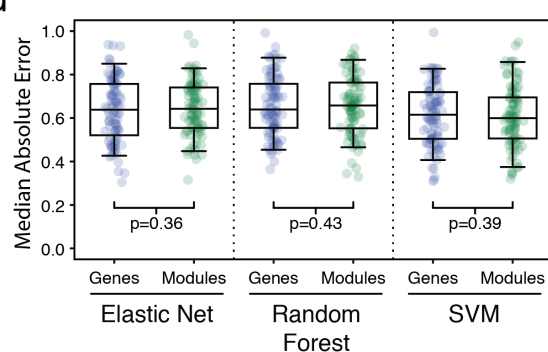 Median Absolute Error
1.0
0.8
0.6
0.4
0.2
0.0
p=0.36
p=0.43
p=0.39
Genes Modules Genes Modules Genes Modules
Elastic Net Random Forest SVM